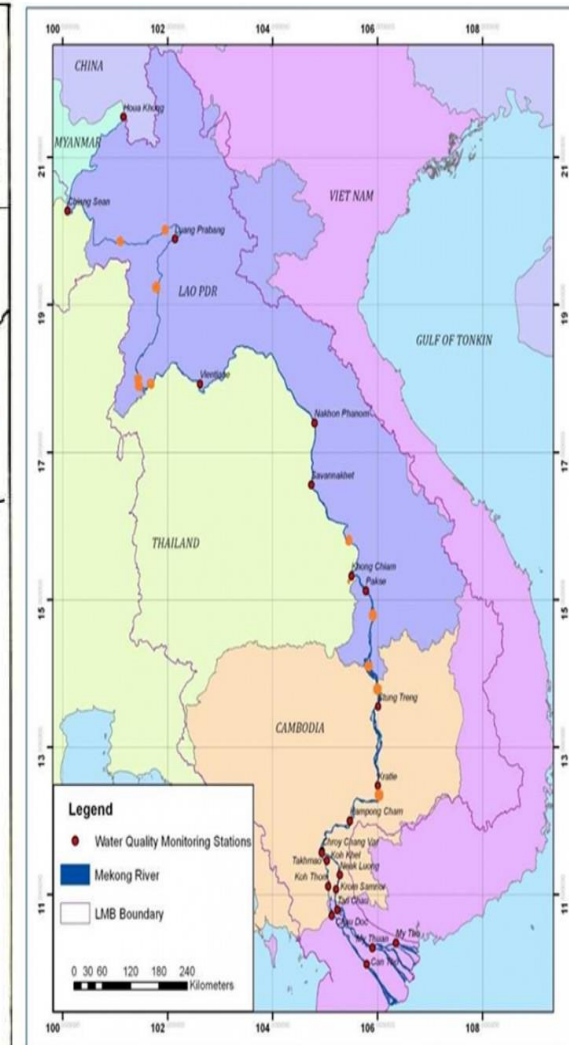 100
102
104
106
108
CHINA
Houa Khong
MYANMAR
21
VIET NAM
Chiang Sean
Luang Prabang
LAO PDR
19
GULF OF TONKIN
Vientiane
Nakhon Phanom
17
Savannakhet
THAILAND
Khong Chiam
Pakse
15
Stung Treng
CAMBODIA
13
Kratie
Kampong Cham
Chroy Chang Var
Takhmao
Koh Khel
Neak Luong
Koh Thom
Krom Samnor
11
Tan Chau
Chau Doc
My Thuan
My Tho
Can Tho
Legend
Water Quality Monitoring Stations
Mekong River
LMB Boundary
0 30 60 120 180 240
Kilometers
100
102
104
106
108